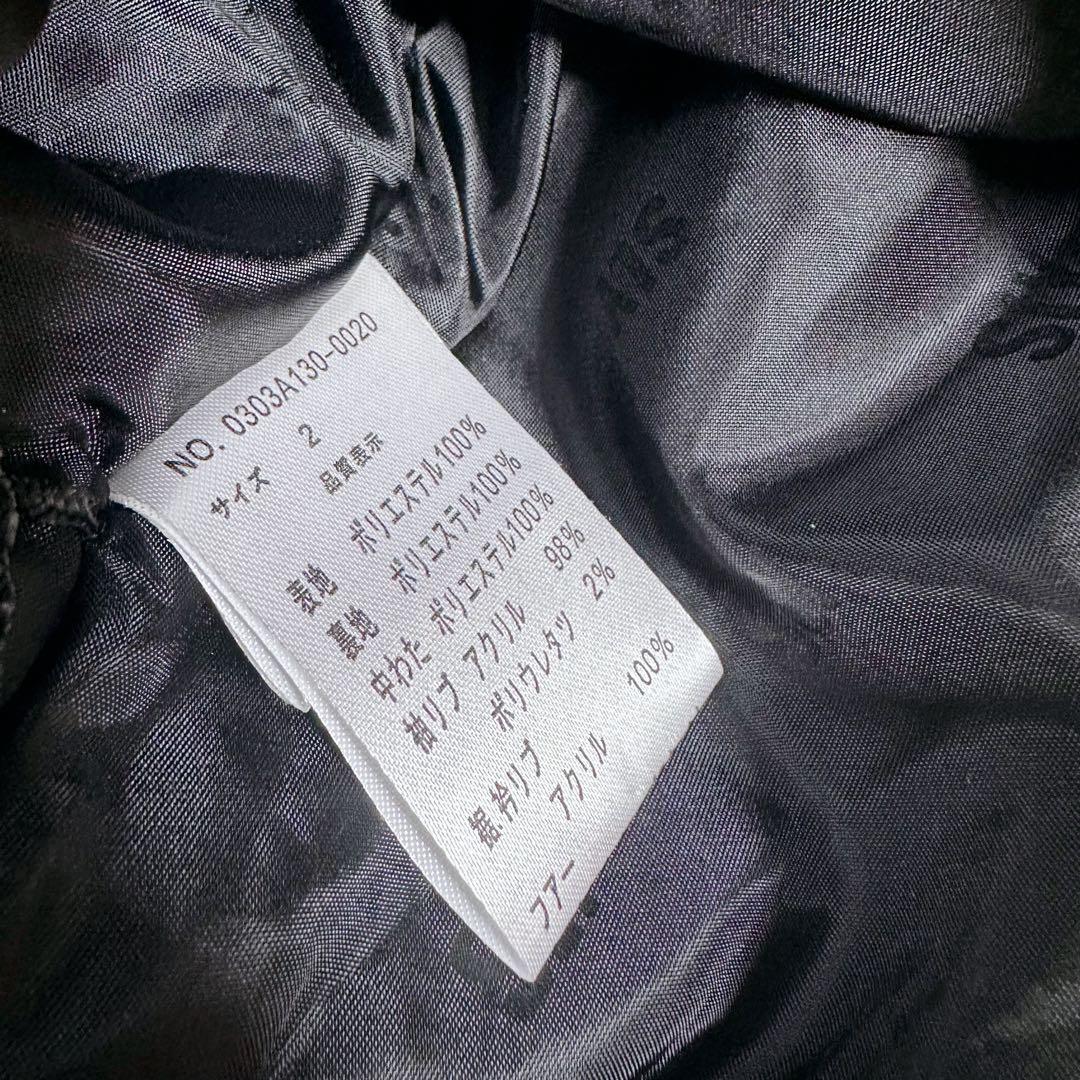 NO. 0303A130-0020
サイズ 2
品質表示
表地 ポリエステル100%
裏地 ポリエステル100%
中わた ポリエステル100%
袖リブ アクリル 98%
ポリウレタツ 2%
裾.衿リブ
アクリル 100%
フアー